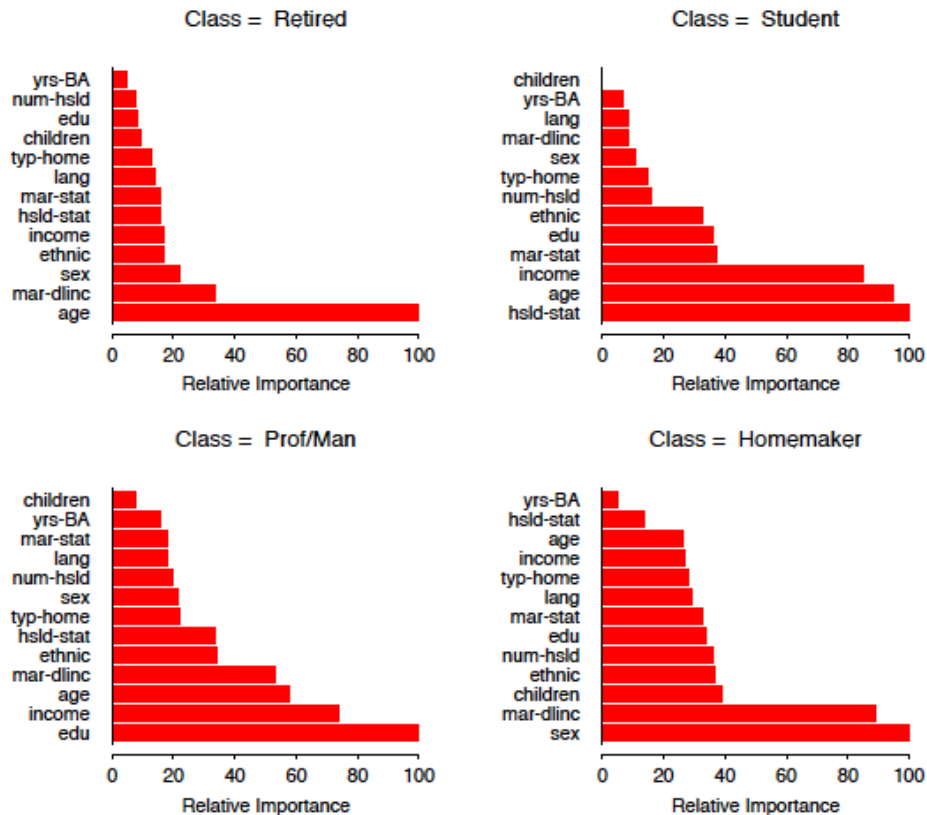 Class = Retired
yrs-BA
num-hsld
edu
children
typ-home
lang
mar-stat
hsld-stat
income
ethnic
sex
mar-dlinc
age
0 20 40 60 80 100
Relative Importance
Class = Student
children
yrs-BA
lang
mar-dlinc
sex
typ-home
num-hsld
ethnic
edu
mar-stat
income
age
hsld-stat
0 20 40 60 80 100
Relative Importance
Class = Prof/Man
children
yrs-BA
mar-stat
lang
num-hsld
sex
typ-home
hsld-stat
ethnic
mar-dlinc
age
income
edu
0 20 40 60 80 100
Relative Importance
Class = Homemaker
yrs-BA
hsld-stat
age
income
typ-home
lang
mar-stat
edu
num-hsld
ethnic
children
mar-dlinc
sex
0 20 40 60 80 100
Relative Importance